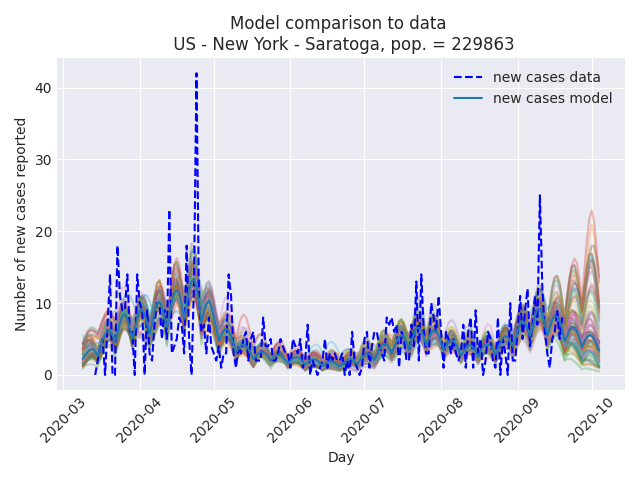 Model comparison to data
US - New York - Saratoga, pop. = 229863
new cases data
new cases model
Number of new cases reported
40
30
20
10
0
2020-03
2020-04
2020-05
2020-06
2020-07
2020-08
2020-09
2020-10
Day